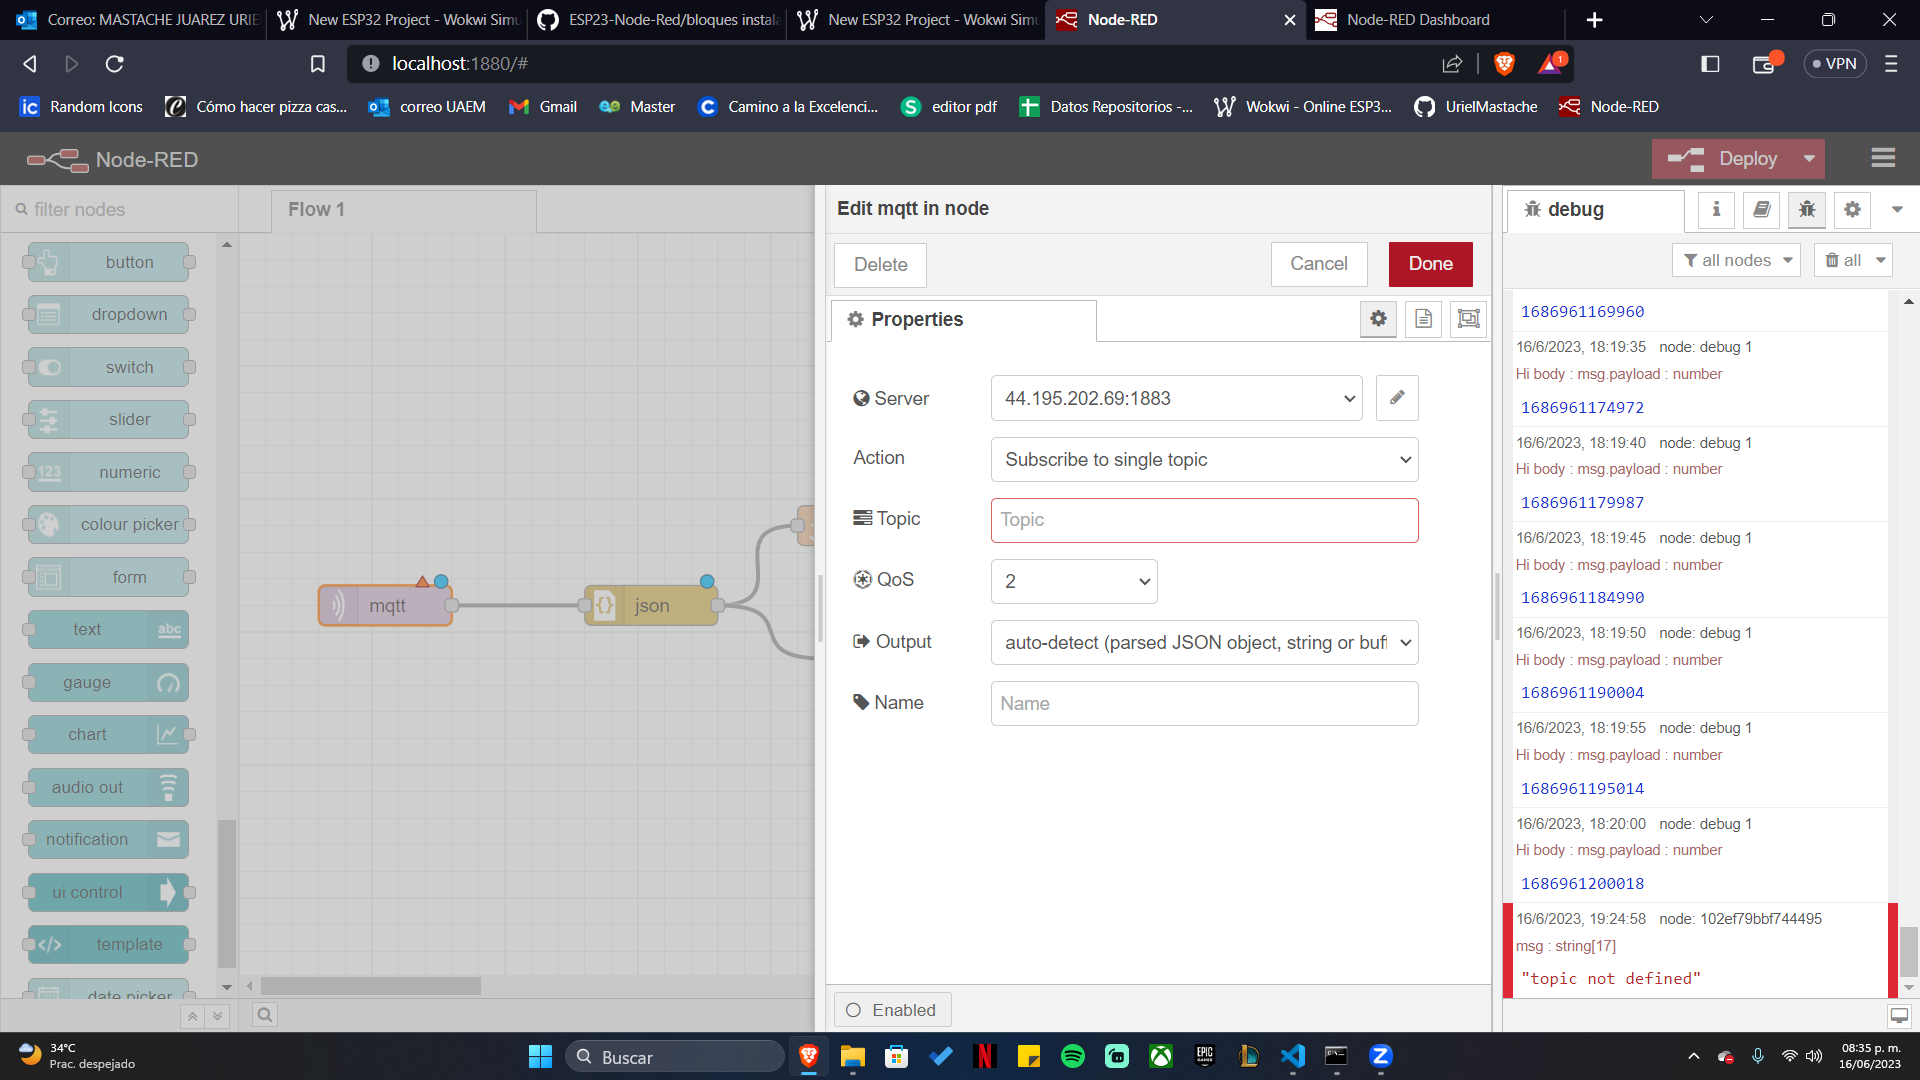 Correo: MASTACHE JUAREZ URIE
New ESP32 Project - Wokwi Simu
ESP23-Node-Red/bloques instala
New ESP32 Project - Wokwi Simu
Node-RED
Node-RED Dashboard
localhost:1880/#
1
VPN
Random Icons
Cómo hacer pizza cas...
correo UAEM
Gmail
Master
Camino a la Excelenci...
editor pdf
Datos Repositorios -...
Wokwi - Online ESP3...
UrielMastache
Node-RED
Node-RED
Deploy
filter nodes
button
dropdown
switch
slider
123 numeric
colour picker
form
text abc
gauge
chart
audio out
notification
ui control
template
date picker
Flow 1
mqtt
json
Edit mqtt in node
Delete
Cancel
Done
Properties
Server
44.195.202.69:1883
Action
Subscribe to single topic
Topic
Topic
QoS
2
Output
auto-detect (parsed JSON object, string or buf
Name
Name
Enabled
debug
all nodes
all
1686961169960
16/6/2023, 18:19:35 node: debug 1
Hi body : msg.payload : number
1686961174972
16/6/2023, 18:19:40 node: debug 1
Hi body : msg.payload : number
1686961179987
16/6/2023, 18:19:45 node: debug 1
Hi body : msg.payload : number
1686961184990
16/6/2023, 18:19:50 node: debug 1
Hi body : msg.payload : number
1686961190004
16/6/2023, 18:19:55 node: debug 1
Hi body : msg.payload : number
1686961195014
16/6/2023, 18:20:00 node: debug 1
Hi body : msg.payload : number
1686961200018
16/6/2023, 19:24:58 node: 102ef79bbf744495
msg : string[17]
"topic not defined"
34°C
Prac. despejado
Buscar
08:35 p. m.
16/06/2023